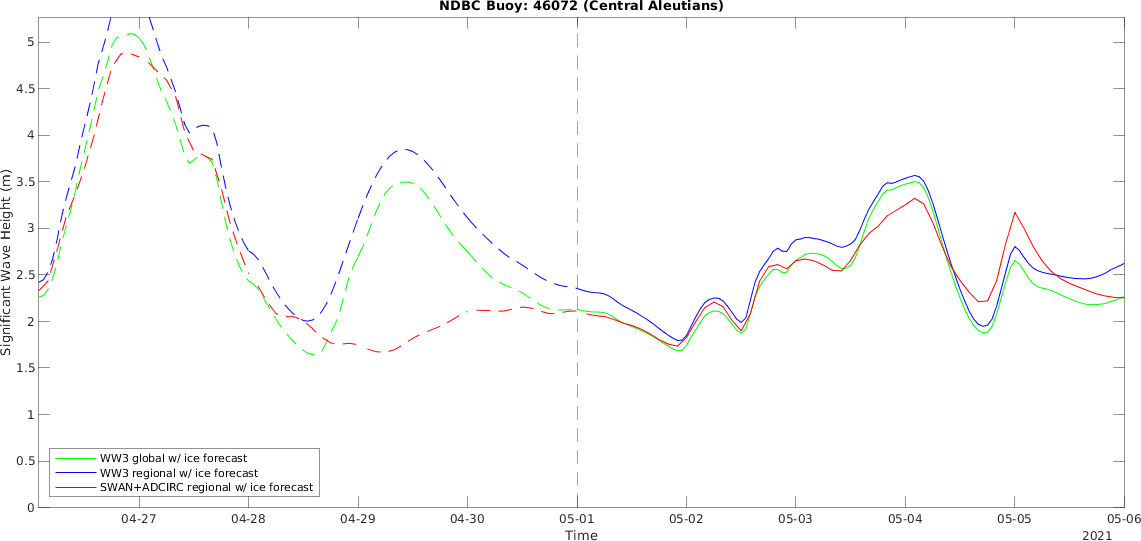 NDBC Buoy: 46072 (Central Aleutians)
Significant Wave Height (m)
5
4.5
4
3.5
3
2.5
2
1.5
1
0.5
0
WW3 global w/ ice forecast
WW3 regional w/ ice forecast
SWAN+ADCIRC regional w/ ice forecast
04-27 04-28 04-29 04-30 05-01 05-02 05-03 05-04 05-05 05-06
Time
2021